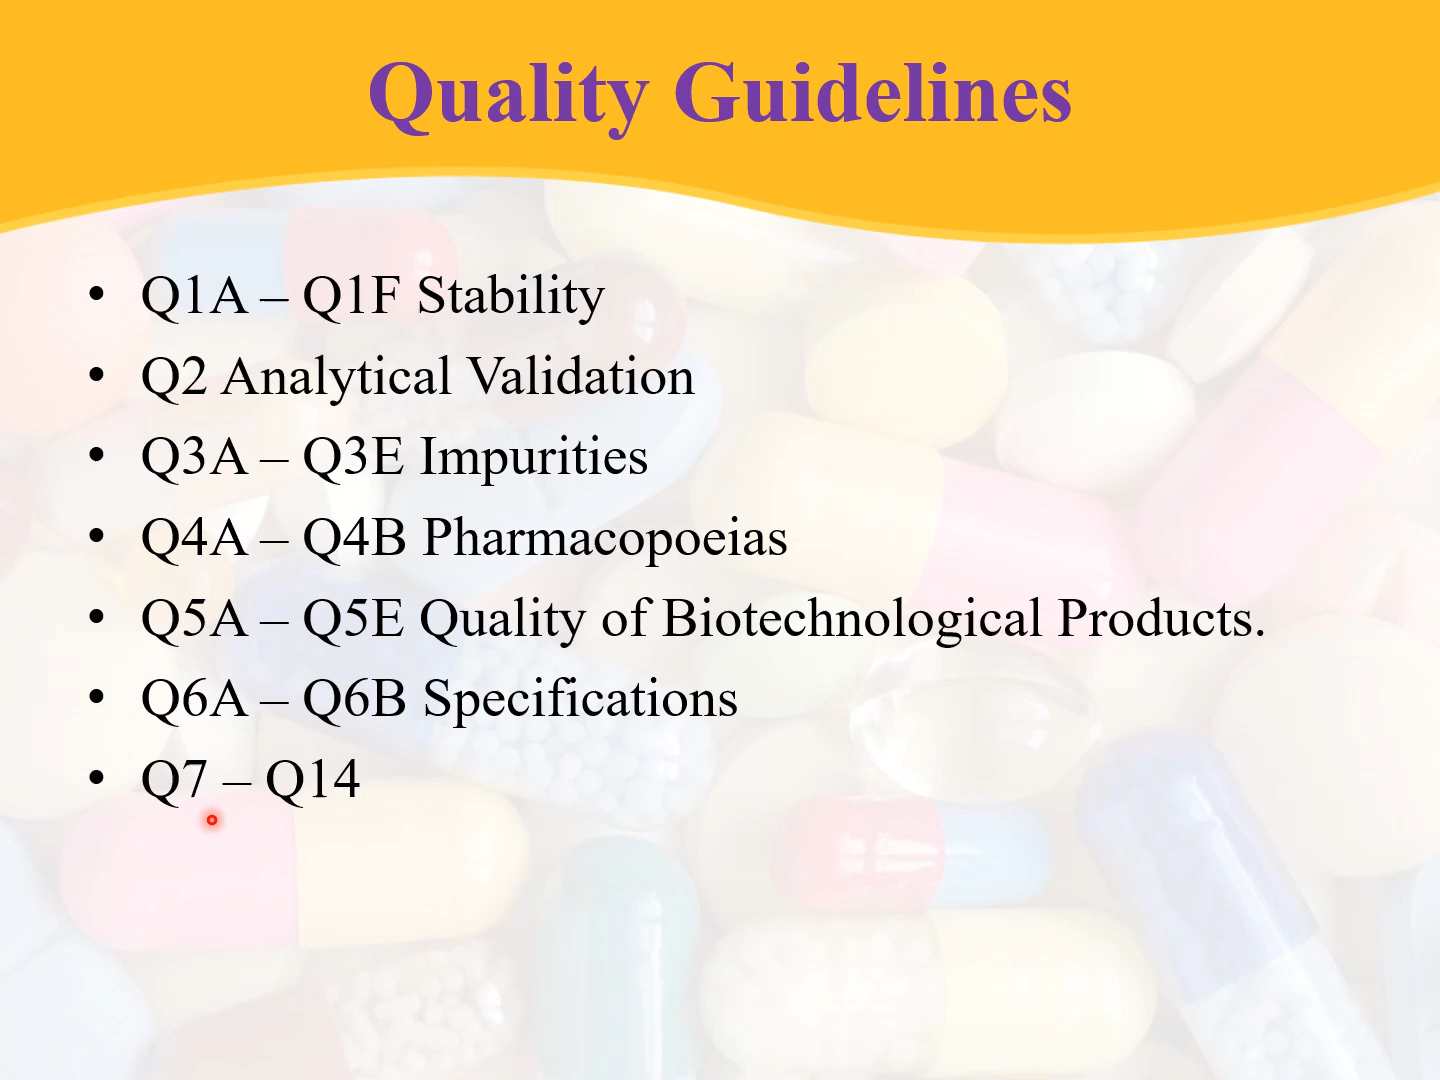 Quality Guidelines
• Q1A – Q1F Stability
• Q2 Analytical Validation
• Q3A – Q3E Impurities
• Q4A – Q4B Pharmacopoeias
• Q5A – Q5E Quality of Biotechnological Products.
• Q6A – Q6B Specifications
• Q7 – Q14